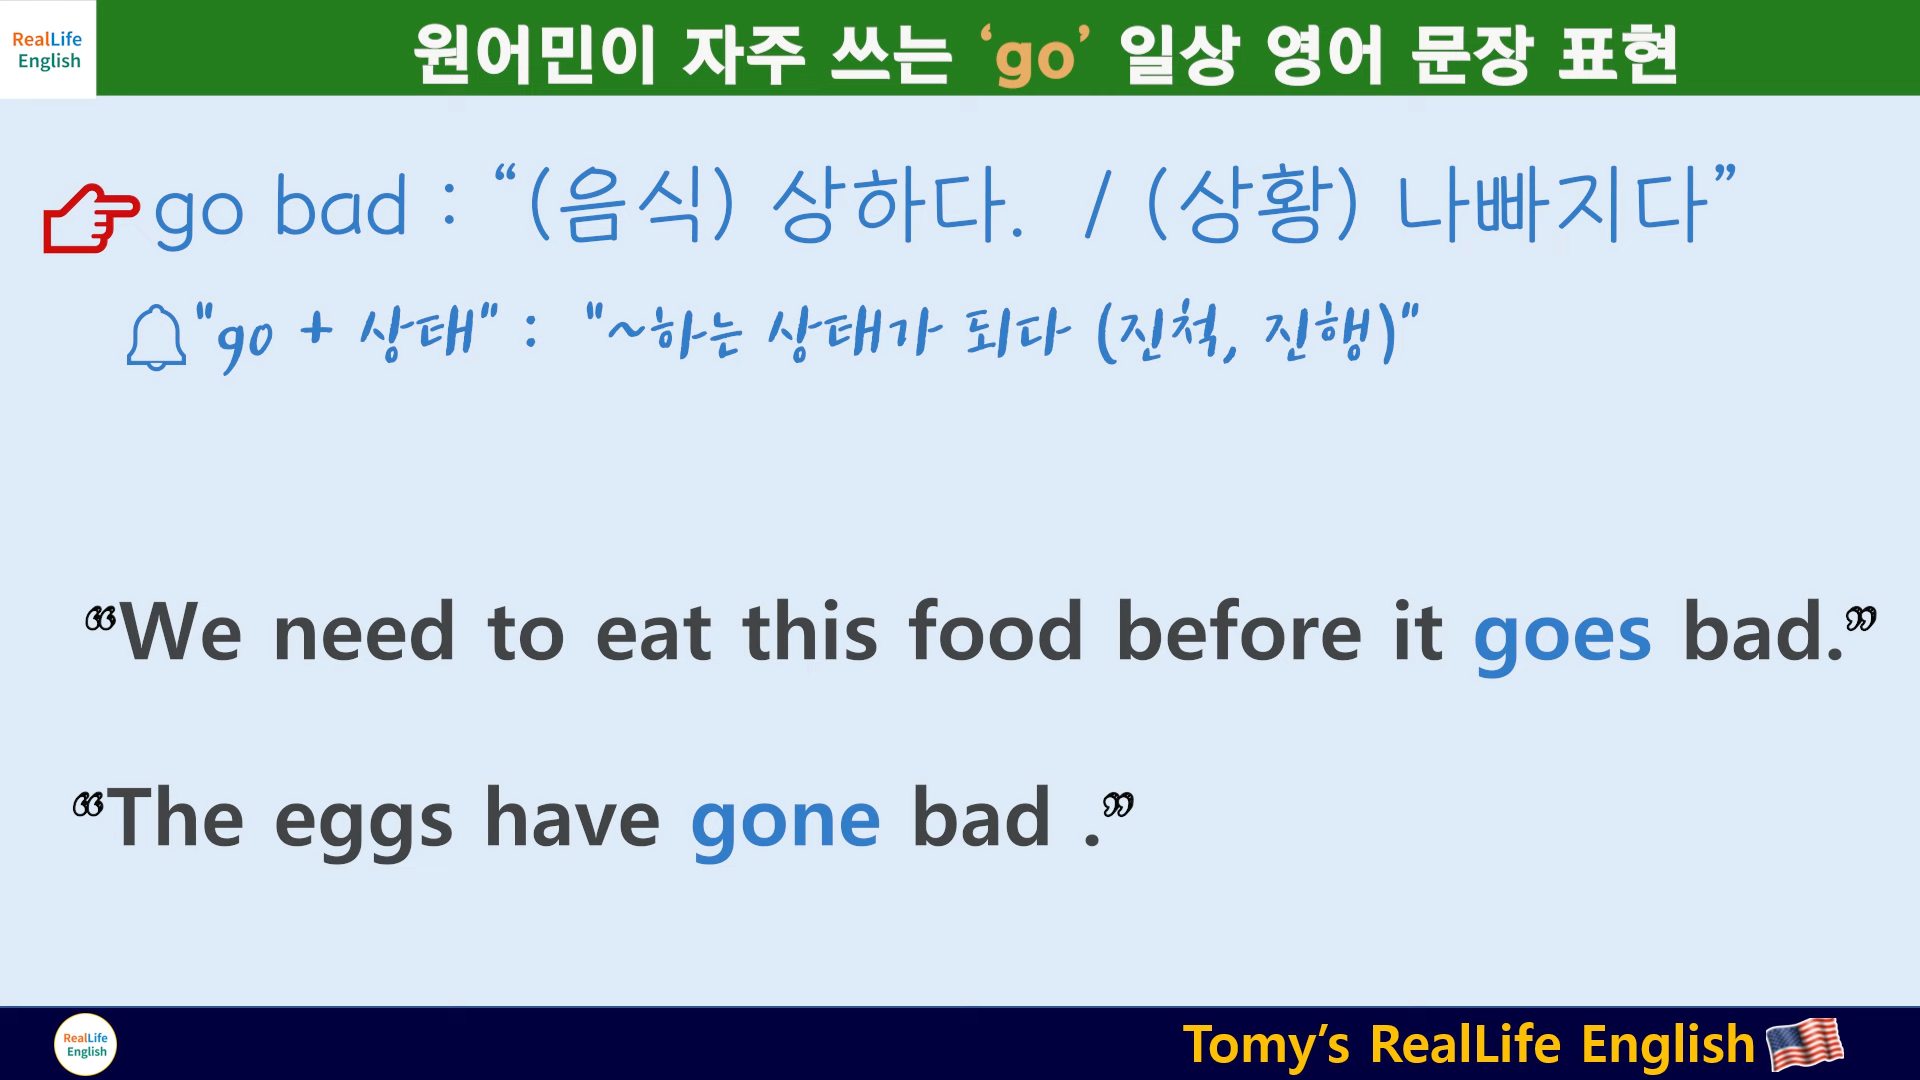 RealLife
English
원어민이 자주 쓰는 ‘go’ 일상 영어 문장 표현
go bad : “(음식) 상하다. / (상황) 나빠지다”
"go + 상태" : "~하는 상태가 되다 (진척, 진행)"
“We need to eat this food before it goes bad.”
“The eggs have gone bad .”
RealLife
English
Tomy’s RealLife English